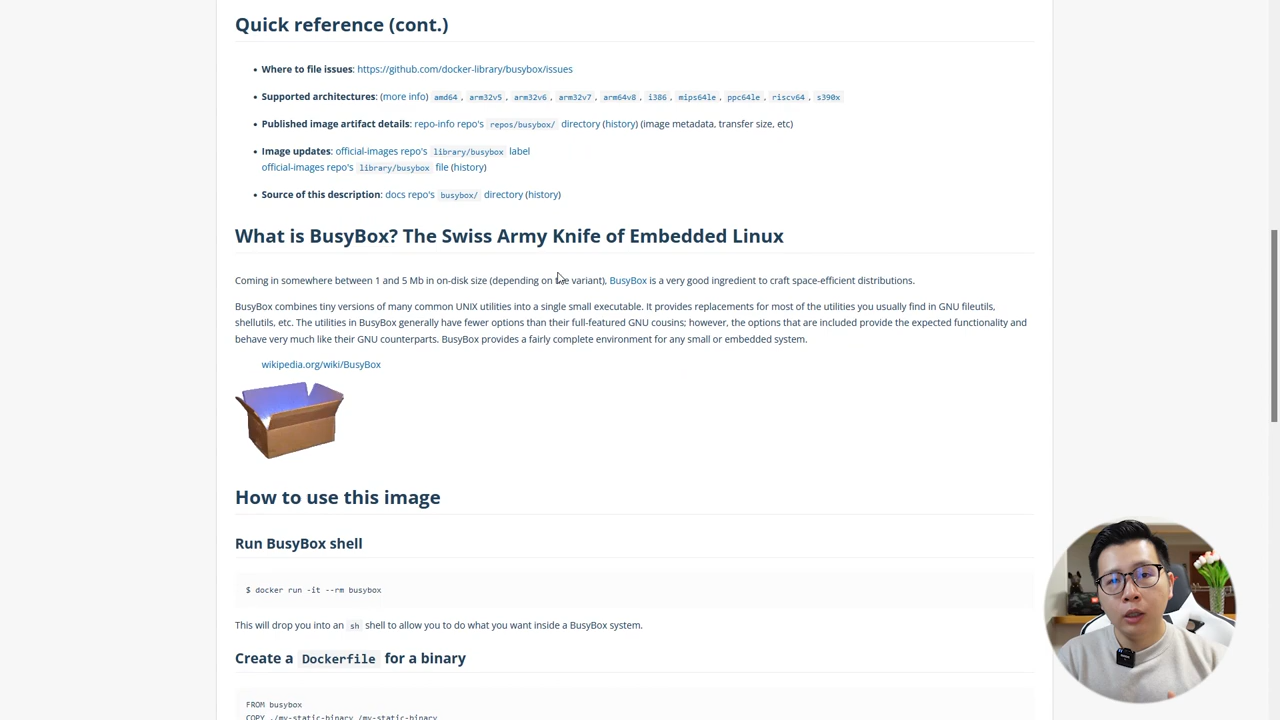 Quick reference (cont.)
• Where to file issues: https://github.com/docker-library/busybox/issues
• Supported architectures: (more info) amd64 , arm32v5 , arm32v6 , arm32v7 , arm64v8 , i386 , mips64le , ppc64le , riscv64 , s390x
• Published image artifact details: repo-info repo's repos/busybox/ directory (history) (image metadata, transfer size, etc)
• Image updates: official-images repo's library/busybox label
official-images repo's library/busybox file (history)
• Source of this description: docs repo's busybox/ directory (history)
What is BusyBox? The Swiss Army Knife of Embedded Linux
Coming in somewhere between 1 and 5 Mb in on-disk size (depending on the variant), BusyBox is a very good ingredient to craft space-efficient distributions.
BusyBox combines tiny versions of many common UNIX utilities into a single small executable. It provides replacements for most of the utilities you usually find in GNU fileutils,
shellutils, etc. The utilities in BusyBox generally have fewer options than their full-featured GNU cousins; however, the options that are included provide the expected functionality and
behave very much like their GNU counterparts. BusyBox provides a fairly complete environment for any small or embedded system.
wikipedia.org/wiki/BusyBox
How to use this image
Run BusyBox shell
$ docker run -it --rm busybox
This will drop you into an sh shell to allow you to do what you want inside a BusyBox system.
Create a Dockerfile for a binary
FROM busybox
COPY ./my-static-binary /my-static-binary